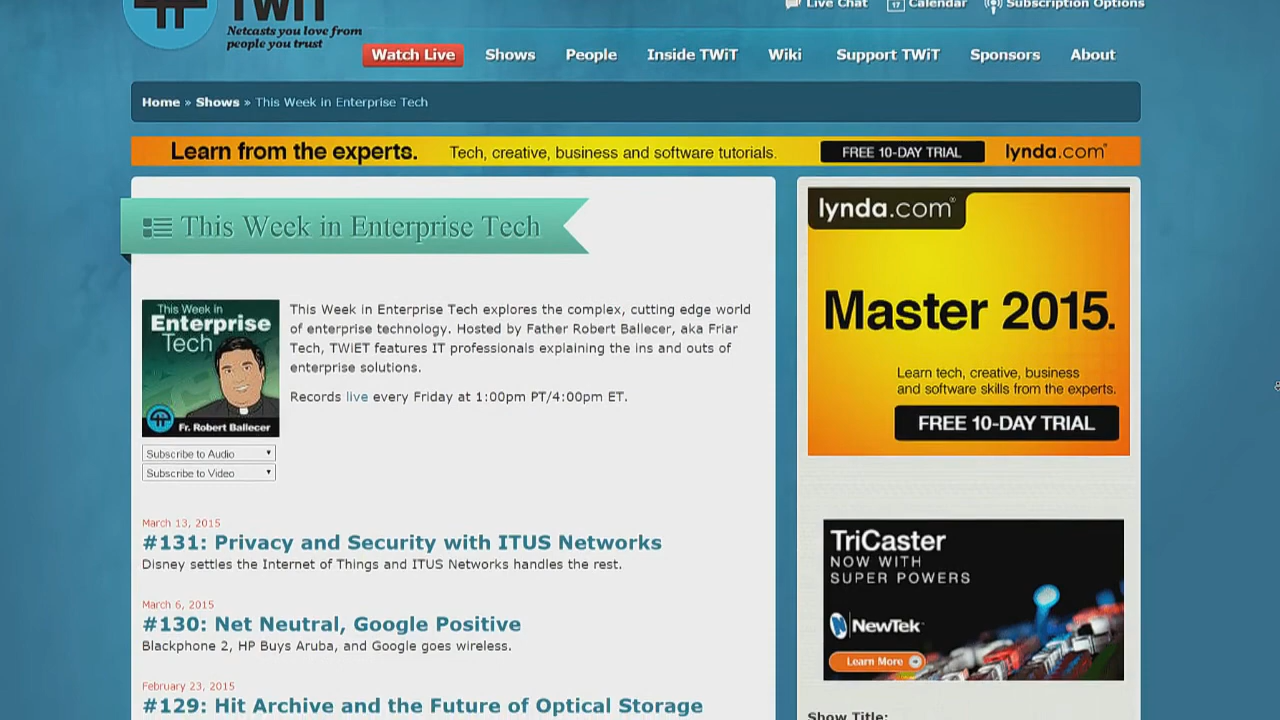 TWiT
Netcasts you love from
people you trust
Live Chat
17
Calendar
Subscription Options
Watch Live
Shows
People
Inside TWiT
Wiki
Support TWiT
Sponsors
About
Home » Shows » This Week in Enterprise Tech
Learn from the experts. Tech, creative, business and software tutorials. FREE 10-DAY TRIAL lynda.com®
This Week in Enterprise Tech
This Week in
Enterprise
Tech
Fr. Robert Ballecer
This Week in Enterprise Tech explores the complex, cutting edge world
of enterprise technology. Hosted by Father Robert Ballecer, aka Friar
Tech, TWiET features IT professionals explaining the ins and outs of
enterprise solutions.
Records live every Friday at 1:00pm PT/4:00pm ET.
Subscribe to Audio
Subscribe to Video
March 13, 2015
#131: Privacy and Security with ITUS Networks
Disney settles the Internet of Things and ITUS Networks handles the rest.
March 6, 2015
#130: Net Neutral, Google Positive
Blackphone 2, HP Buys Aruba, and Google goes wireless.
February 23, 2015
#129: Hit Archive and the Future of Optical Storage
lynda.com®
Master 2015.
Learn tech, creative, business
and software skills from the experts.
FREE 10-DAY TRIAL
TriCaster
NOW WITH
SUPER POWERS
NewTek
Learn More
Show Title: